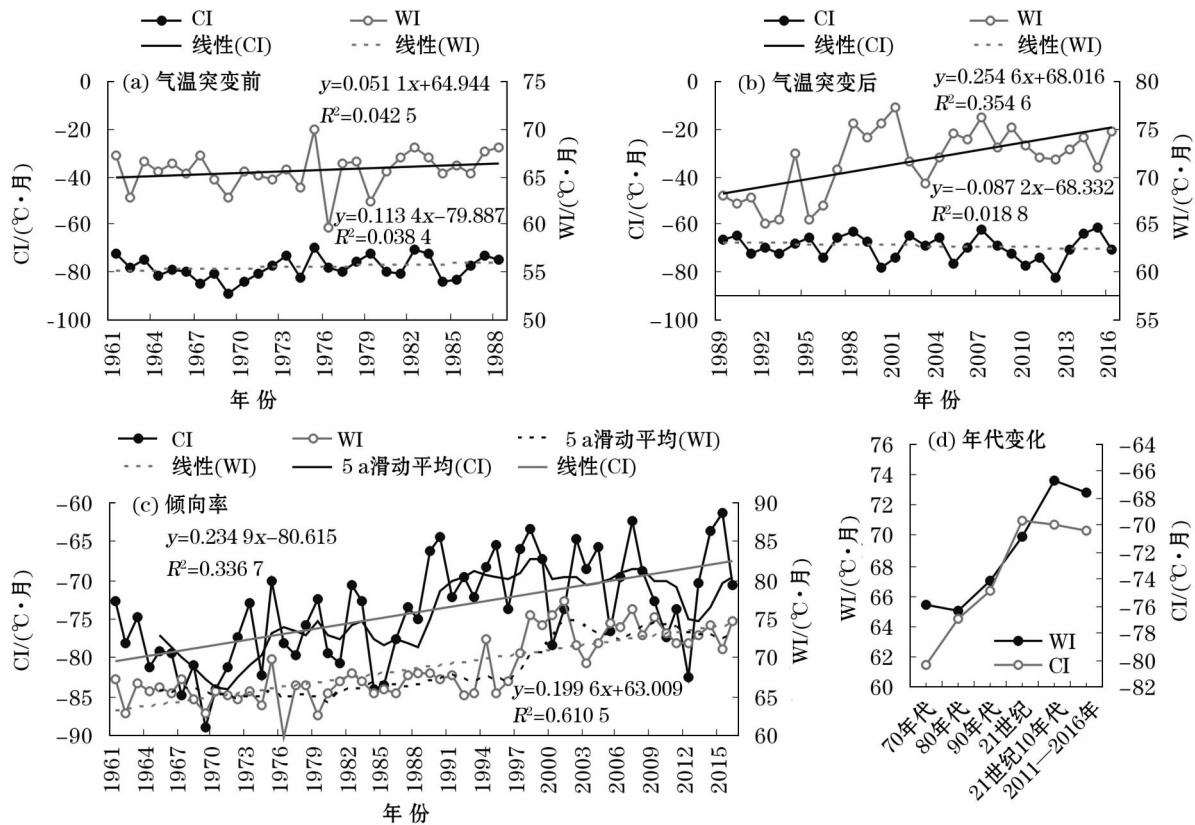 CI WI
线性(CI) 线性(WI)
(a) 气温突变前
y=0.051 1x+64.944
R²=0.042 5
y=0.113 4x−79.887
R²=0.038 4
CI/(℃·月)
0
−20
−40
−60
−80
−100
WI/(℃·月)
75
70
65
60
55
50
1961 1964 1967 1970 1973 1976 1979 1982 1985 1988
年 份
CI WI
线性(CI) 线性(WI)
(b) 气温突变后
y=0.254 6x+68.016
R²=0.354 6
y=−0.087 2x−68.332
R²=0.018 8
CI/(℃·月)
0
−20
−40
−60
−80
−100
WI/(℃·月)
80
75
70
65
60
55
1989 1992 1995 1998 2001 2004 2007 2010 2013 2016
年 份
CI WI 5 a滑动平均(WI)
线性(WI) 5 a滑动平均(CI) 线性(CI)
(c) 倾向率
y=0.234 9x−80.615
R²=0.336 7
y=0.199 6x+63.009
R²=0.610 5
CI/(℃·月)
−60
−65
−70
−75
−80
−85
−90
WI/(℃·月)
90
85
80
75
70
65
60
1961 1964 1967 1970 1973 1976 1979 1982 1985 1988 1991 1994 1997 2000 2003 2006 2009 2012 2015
年 份
(d) 年代变化
WI/(℃·月)
76
74
72
70
68
66
64
62
60
CI/(℃·月)
−64
−66
−68
−70
−72
−74
−76
−78
−80
−82
WI
CI
70年代
80年代
90年代
21世纪
21世纪10年代
2011—2016年